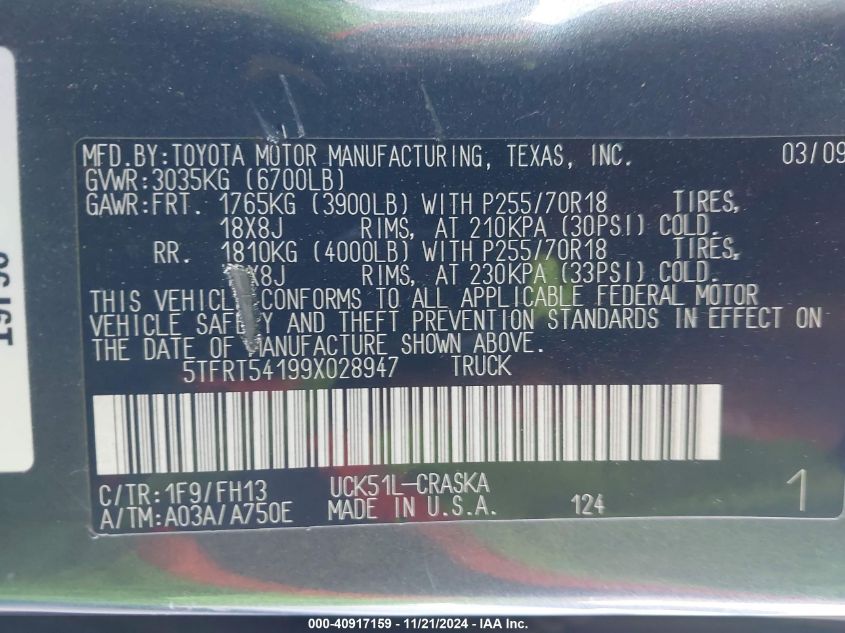 MFD.BY:TOYOTA MOTOR MANUFACTURING, TEXAS, INC. 03/09
GVWR:3035KG (6700LB)
GAWR:FRT. 1765KG (3900LB) WITH P255/70R18 TIRES,
18X8J RIMS, AT 210KPA (30PSI) COLD.
RR. 1810KG (4000LB) WITH P255/70R18 TIRES,
X8J RIMS, AT 230KPA (33PSI) COLD.
THIS VEHICL CONFORMS TO ALL APPLICABLE FEDERAL MOTOR
VEHICLE SAF Y AND THEFT PREVENTION STANDARDS IN EFFECT ON
THE DATE OF MANUFACTURE SHOWN ABOVE.
5TFRT54199X028947 TRUCK
C/TR:1F9/FH13 UCK51L-CRASKA
A/TM:A03A/A750E MADE IN U.S.A. 124 1
000-40917159 - 11/21/2024 - IAA Inc.